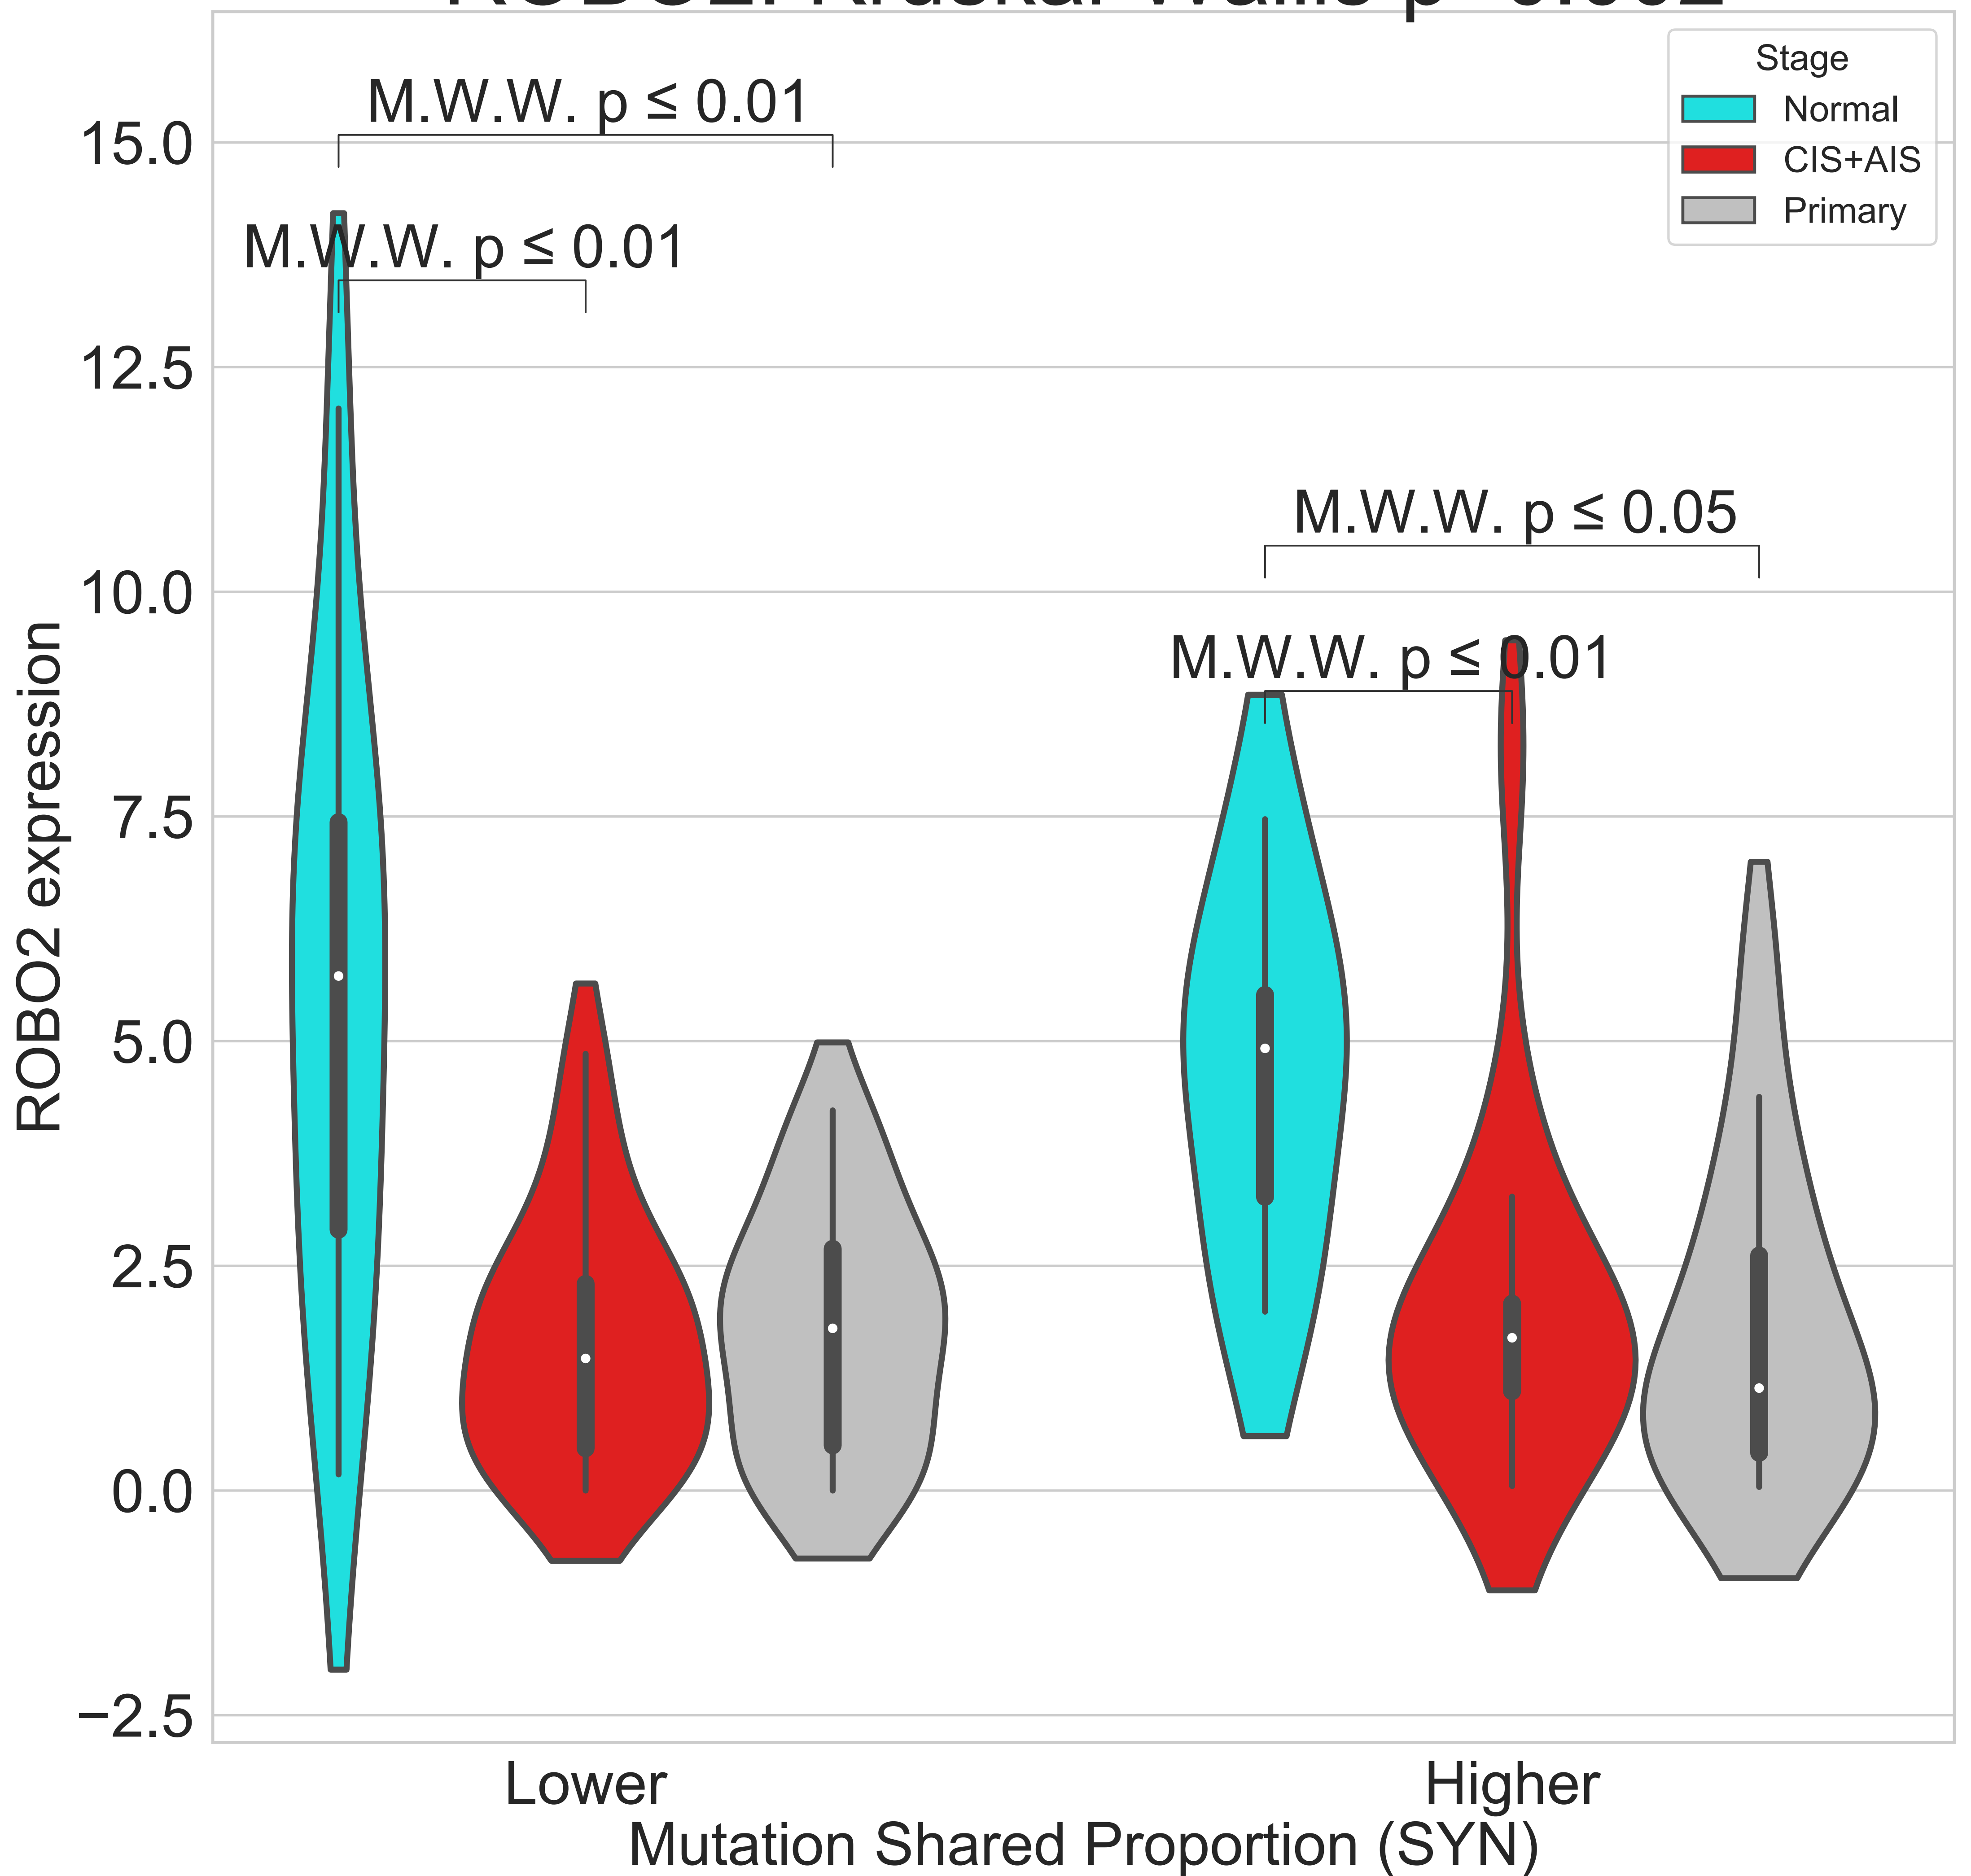 Stage
Normal
CIS+AIS
Primary
M.W.W. p ≤ 0.01
M.W.W. p ≤ 0.01
M.W.W. p ≤ 0.05
M.W.W. p ≤ 0.01
15.0
12.5
10.0
7.5
5.0
2.5
0.0
−2.5
ROBO2 expression
Lower
Higher
Mutation Shared Proportion (SYN)